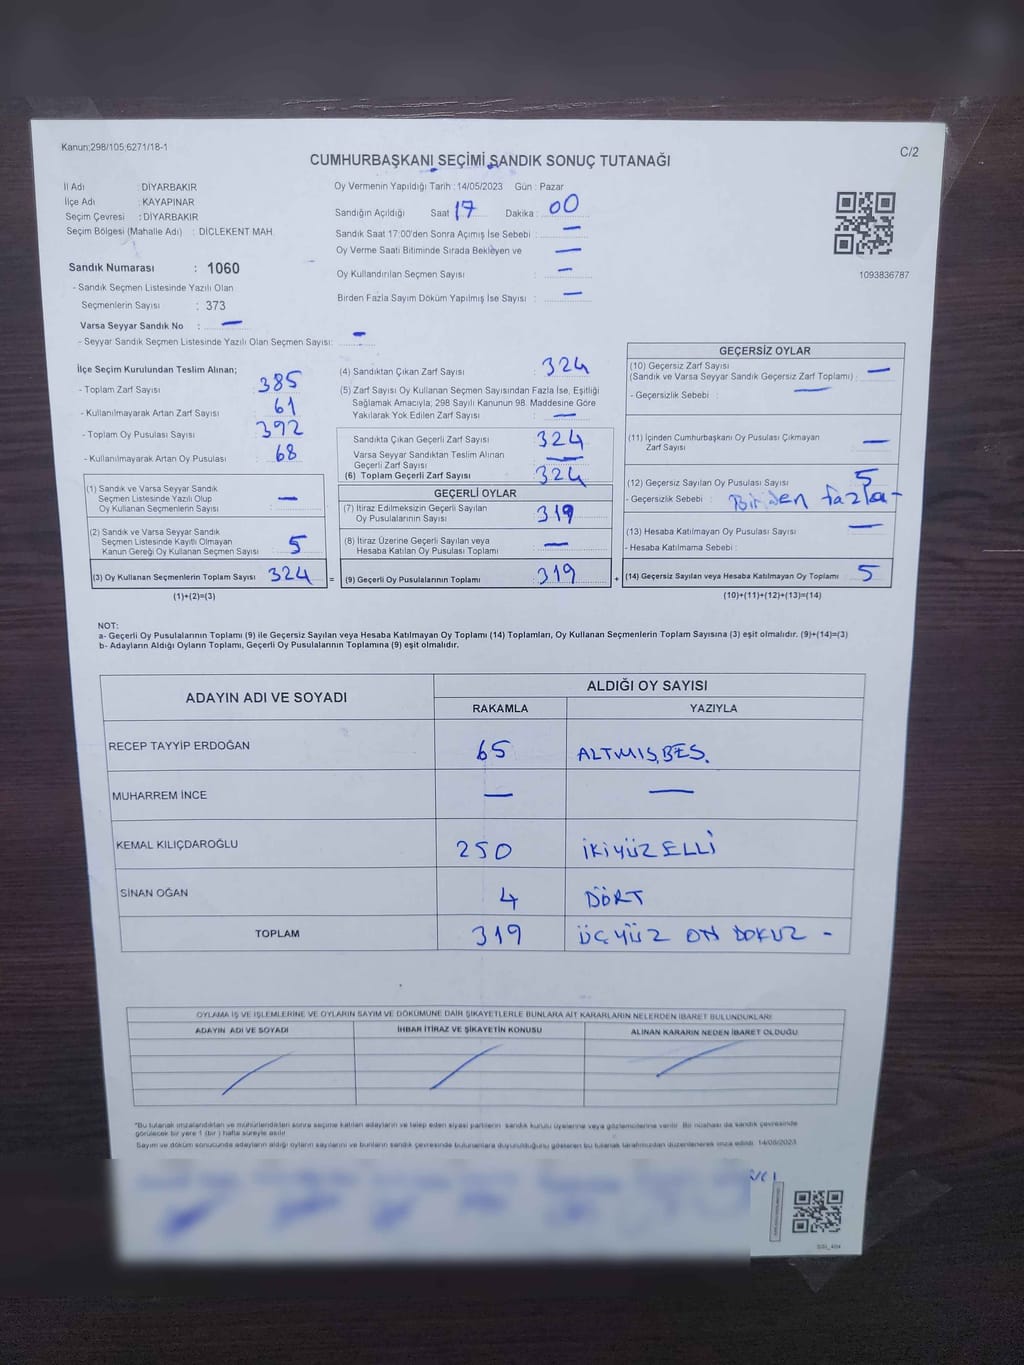 Kanun:298/105;6271/18-1
C/2
CUMHURBAŞKANI SEÇİMİ SANDIK SONUÇ TUTANAĞI
İl Adı : DİYARBAKIR
İlçe Adı : KAYAPINAR
Seçim Çevresi : DİYARBAKIR
Seçim Bölgesi (Mahalle Adı) : DİCLEKENT MAH.
Oy Vermenin Yapıldığı Tarih : 14/05/2023 Gün : Pazar
Sandığın Açıldığı Saat 17 Dakika : 00
Sandık Saat 17:00'den Sonra Açımış İse Sebebi : —
Oy Verme Saati Bitiminde Sırada Bekleyen ve —
Oy Kullandırılan Seçmen Sayısı : —
Birden Fazla Sayım Döküm Yapılmış İse Sayısı : —
1093836787
Sandık Numarası : 1060
- Sandık Seçmen Listesinde Yazılı Olan
Seçmenlerin Sayısı : 373
Varsa Seyyar Sandık No : —
- Seyyar Sandık Seçmen Listesinde Yazılı Olan Seçmen Sayısı: —
İlçe Seçim Kurulundan Teslim Alınan;
- Toplam Zarf Sayısı : 385
- Kullanılmayarak Artan Zarf Sayısı : 61
- Toplam Oy Pusulası Sayısı : 392
- Kullanılmayarak Artan Oy Pusulası : 68
(1) Sandık ve Varsa Seyyar Sandık
Seçmen Listesinde Yazılı Olup
Oy Kullanan Seçmenlerin Sayısı : —
(2) Sandık ve Varsa Seyyar Sandık
Seçmen Listesinde Kayıtlı Olmayan
Kanun Gereği Oy Kullanan Seçmen Sayısı : 5
(3) Oy Kullanan Seçmenlerin Toplam Sayısı : 324
(1)+(2)=(3)
(4) Sandıktan Çıkan Zarf Sayısı : 324
(5) Zarf Sayısı Oy Kullanan Seçmen Sayısından Fazla İse, Eşitliği
Sağlamak Amacıyla; 298 Sayılı Kanunun 98. Maddesine Göre
Yakılarak Yok Edilen Zarf Sayısı : —
Sandıkta Çıkan Geçerli Zarf Sayısı : 324
Varsa Seyyar Sandıktan Teslim Alınan
Geçerli Zarf Sayısı : —
(6) Toplam Geçerli Zarf Sayısı : 324
GEÇERLİ OYLAR
(7) İtiraz Edilmeksizin Geçerli Sayılan
Oy Pusulalarının Sayısı : 319
(8) İtiraz Üzerine Geçerli Sayılan veya
Hesaba Katılan Oy Pusulası Toplamı : —
= (9) Geçerli Oy Pusulalarının Toplamı : 319
GEÇERSİZ OYLAR
(10) Geçersiz Zarf Sayısı
(Sandık ve Varsa Seyyar Sandık Geçersiz Zarf Toplamı) : —
- Geçersizlik Sebebi : —
(11) İçinden Cumhurbaşkanı Oy Pusulası Çıkmayan
Zarf Sayısı : —
(12) Geçersiz Sayılan Oy Pusulası Sayısı : 5
- Geçersizlik Sebebi : Birden fazla -
(13) Hesaba Katılmayan Oy Pusulası Sayısı : —
- Hesaba Katılmama Sebebi :
+ (14) Geçersiz Sayılan veya Hesaba Katılmayan Oy Toplamı : 5
(10)+(11)+(12)+(13)=(14)
NOT:
a- Geçerli Oy Pusulalarının Toplamı (9) ile Geçersiz Sayılan veya Hesaba Katılmayan Oy Toplamı (14) Toplamları, Oy Kullanan Seçmenlerin Toplam Sayısına (3) eşit olmalıdır. (9)+(14)=(3)
b- Adayların Aldığı Oyların Toplamı, Geçerli Oy Pusulalarının Toplamına (9) eşit olmalıdır.
ADAYIN ADI VE SOYADI
ALDIĞI OY SAYISI
RAKAMLA YAZIYLA
RECEP TAYYİP ERDOĞAN 65 ALTMIŞBEŞ.
MUHARREM İNCE — —
KEMAL KILIÇDAROĞLU 250 İKİYÜZ ELLİ
SİNAN OĞAN 4 DÖRT
TOPLAM 319 ÜÇYÜZ ON DOKUZ -
OYLAMA İŞ VE İŞLEMLERİNE VE OYLARIN SAYIM VE DÖKÜMÜNE DAİR ŞİKAYETLERLE BUNLARA AİT KARARLARIN NELERDEN İBARET BULUNDUKLARI
ADAYIN ADI VE SOYADI İHBAR İTİRAZ VE ŞİKAYETİN KONUSU ALINAN KARARIN NEDEN İBARET OLDUĞU
*Bu tutanak imzalandıktan ve mühürlendikten sonra seçime katılan adayların ve talep eden siyasi partilerin sandık kurulu üyelerine veya gözlemcilerine verilir. Bir nüshası da sandık çevresinde
görülecek bir yere 1 (bir ) hafta süreyle asılır.
Sayım ve döküm sonucunda adayların aldığı oyların sayılarını ve bunların sandık çevresinde bulunanlara duyurulduğunu gösteren bu tutanak tarafımızdan düzenlenerek imza edildi. 14/05/2023